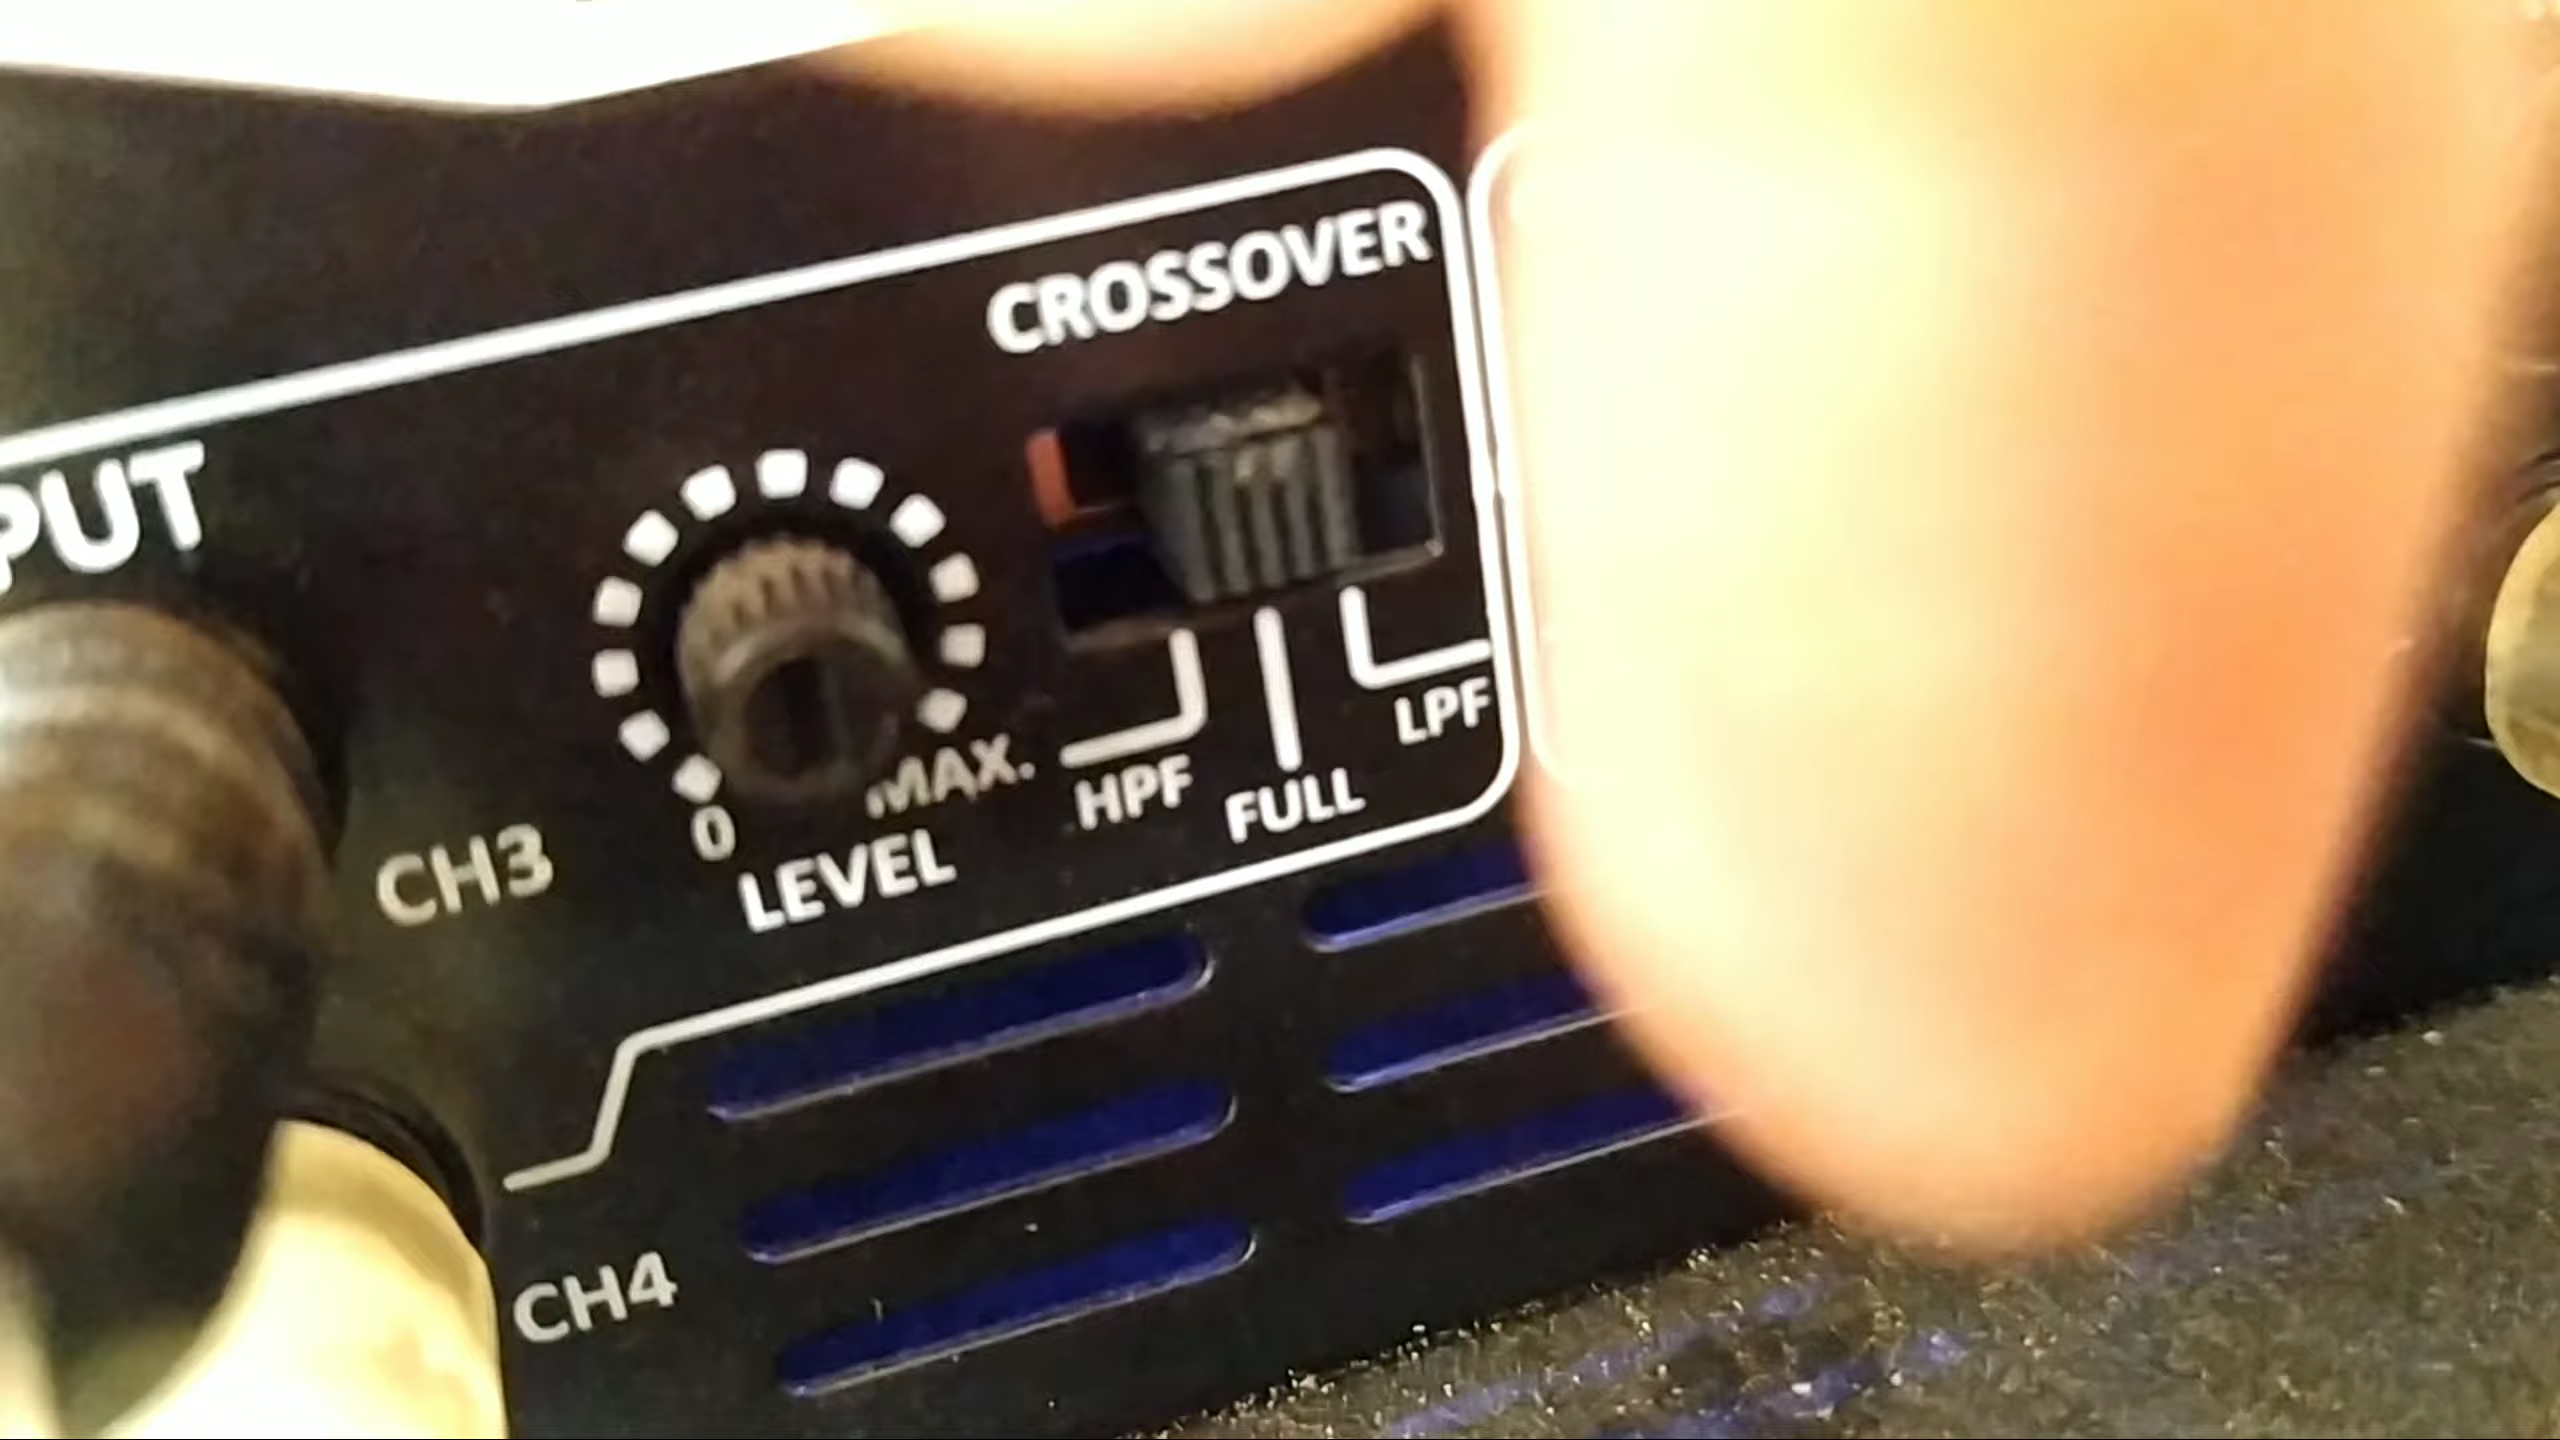 CROSSOVER
PUT
MAX.
HPF
FULL
LPF
0
LEVEL
CH3
CH4